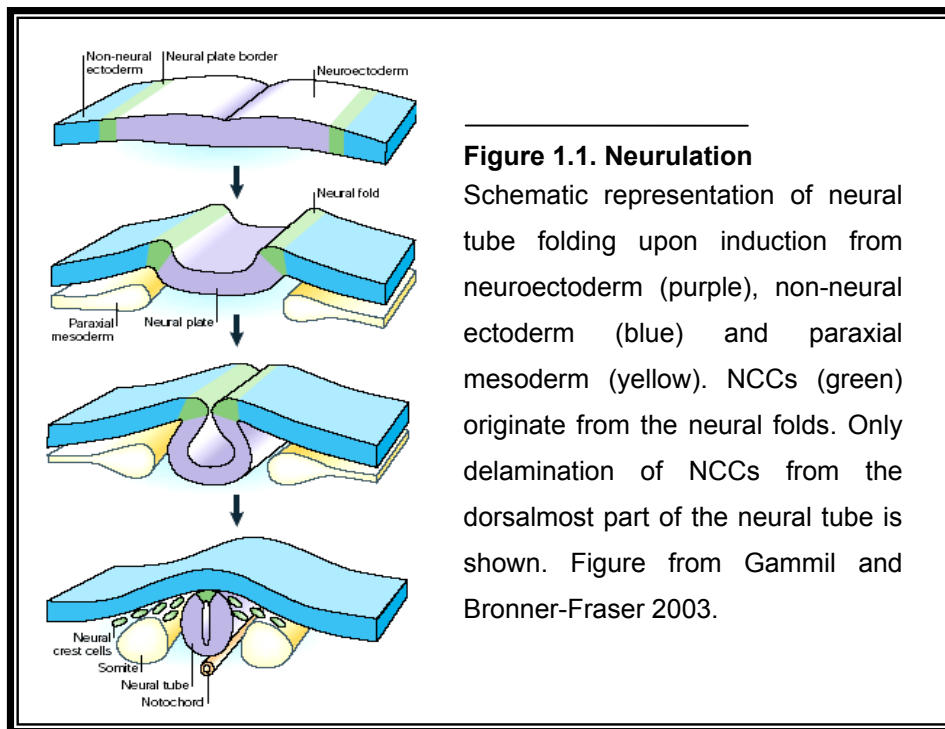 Non-neural
ectoderm
Neural plate border
Neuroectoderm
Neural fold
Paraxial
mesoderm
Neural plate
Neural
crest cells
Somite
Neural tube
Notochord
Figure 1.1. Neurulation
Schematic representation of neural
tube folding upon induction from
neuroectoderm (purple), non-neural
ectoderm (blue) and paraxial
mesoderm (yellow). NCCs (green)
originate from the neural folds. Only
delamination of NCCs from the
dorsalmost part of the neural tube is
shown. Figure from Gammil and
Bronner-Fraser 2003.